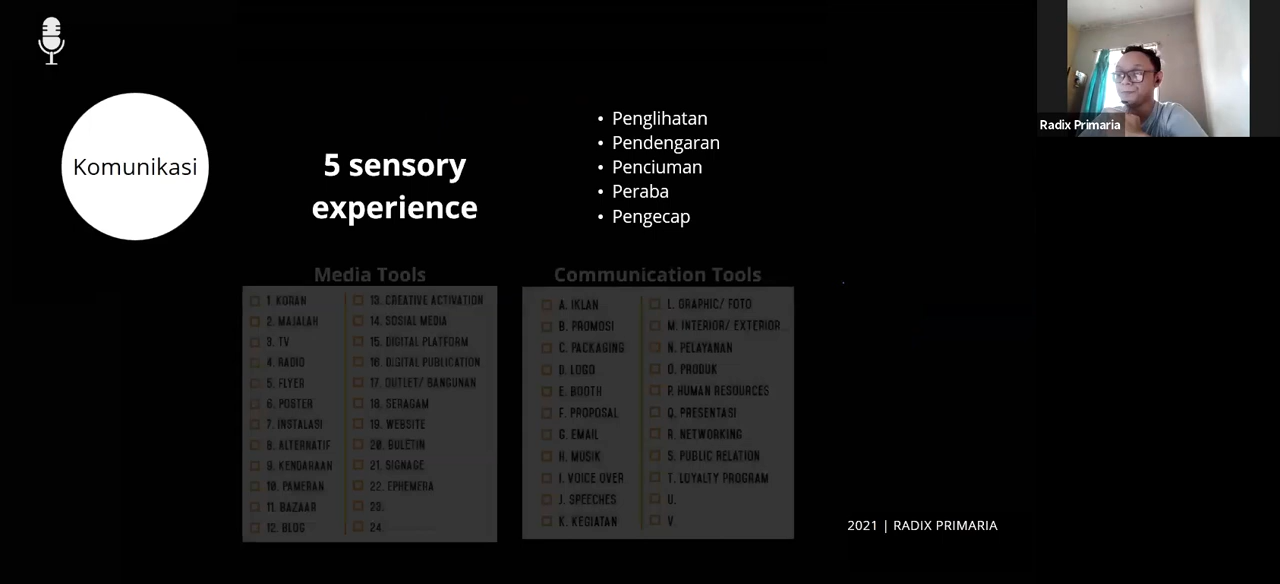 Komunikasi
5 sensory
experience
• Penglihatan
• Pendengaran
• Penciuman
• Peraba
• Pengecap
Radix Primaria
Media Tools
1. KORAN
2. MAJALAH
3. TV
4. RADIO
5. FLYER
6. POSTER
7. INSTALASI
8. ALTERNATIF
9. KENDARAAN
10. PAMERAN
11. BAZAAR
12. BLOG
13. CREATIVE ACTIVATION
14. SOSIAL MEDIA
15. DIGITAL PLATFORM
16. DIGITAL PUBLICATION
17. OUTLET/ BANGUNAN
18. SERAGAM
19. WEBSITE
20. BULETIN
21. SIGNAGE
22. EPHEMERA
23.
24
Communication Tools
A. IKLAN
B. PROMOSI
C. PACKAGING
D. LOGO
E. BOOTH
F. PROPOSAL
G. EMAIL
H. MUSIK
I. VOICE OVER
J. SPEECHES
K. KEGIATAN
L. GRAPHIC/ FOTO
M. INTERIOR/ EXTERIOR
N. PELAYANAN
O. PRODUK
P. HUMAN RESOURCES
Q. PRESENTASI
R. NETWORKING
S. PUBLIC RELATION
T. LOYALTY PROGRAM
U.
V.
2021 | RADIX PRIMARIA